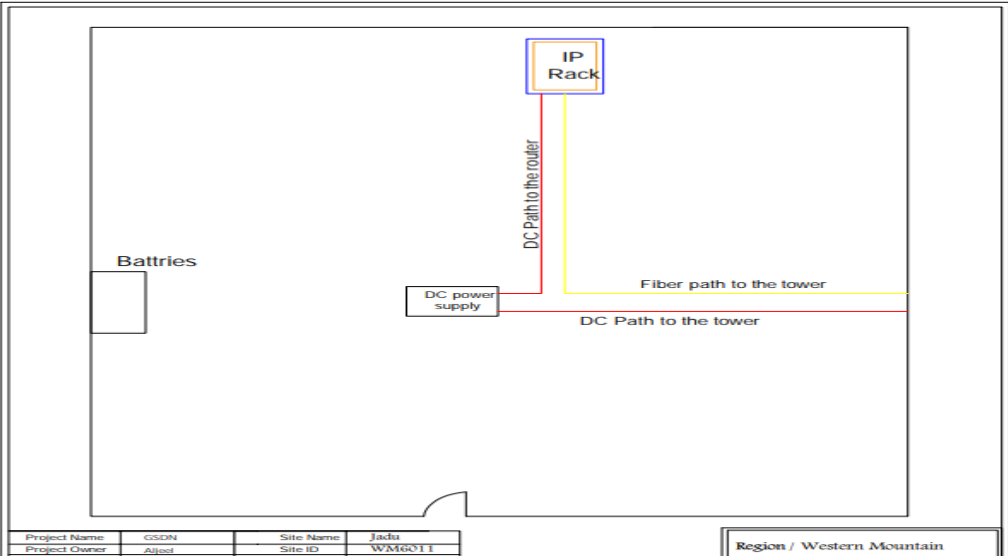 IP
Rack
DC Path to the router
Battries
Fiber path to the tower
DC power
supply
DC Path to the tower
Project Name GSDN Site Name Jadu
Project Owner Aljeel Site ID WM6011
Region / Western Mountain